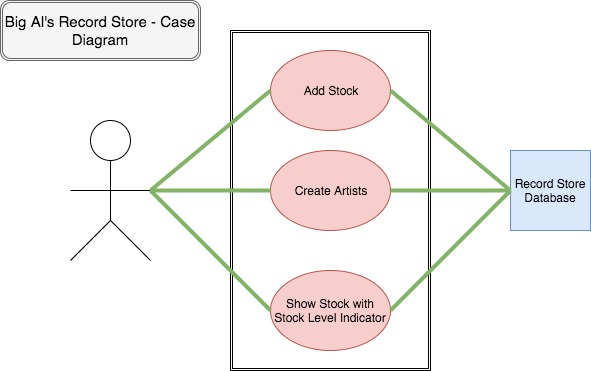 Big Al's Record Store - Case
Diagram
Add Stock
Create Artists
Record Store
Database
Show Stock with
Stock Level Indicator